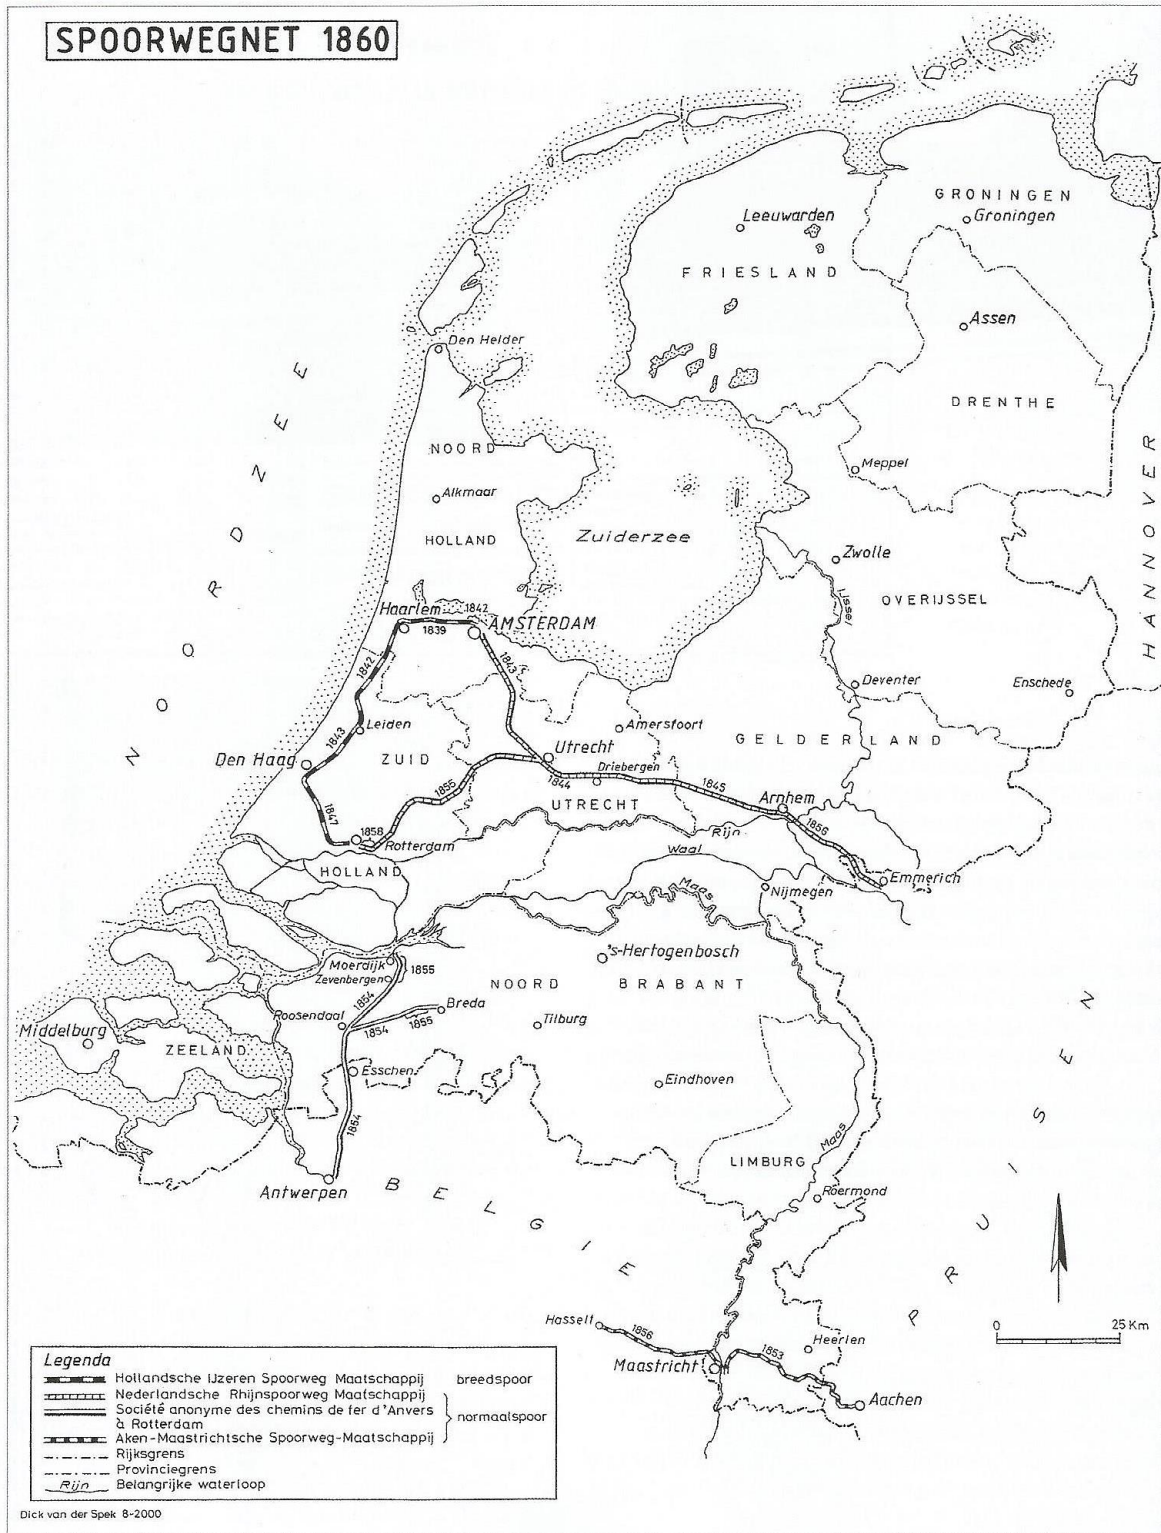 SPOORWEGNET 1860
GRONINGEN
Groningen
Leeuwarden
FRIESLAND
Assen
Den Helder
DRENTHE
NOORD
HOLLAND
Meppel
Alkmaar
Zuiderzee
Zwolle
IJssel
OVERIJSSEL
HANNOVER
NOORDZEE
Haarlem
1842
1839
AMSTERDAM
1842
1843
Deventer
Enschede
Leiden
1843
Amersfoort
GELDERLAND
Den Haag
ZUID
Utrecht
Driebergen
1844
1845
1855
UTRECHT
Arnhem
1847
1858
Rotterdam
Rijn
1856
Waal
HOLLAND
Emmerich
Maas
Nijmegen
's-Hertogenbosch
Moerdijk
1855
Zevenbergen
NOORD BRABANT
1854
Breda
Roosendaal
1854
1855
Tilburg
Middelburg
ZEELAND
Esschen
Eindhoven
1854
Maas
LIMBURG
Antwerpen
BELGIE
Roermond
PRUISEN
Hasselt
1856
Maastricht
1853
Heerlen
Aachen
0 25 Km
Legenda
Hollandsche IJzeren Spoorweg Maatschappij breedspoor
Nederlandsche Rhijnspoorweg Maatschappij
Société anonyme des chemins de fer d'Anvers
à Rotterdam
normaalspoor
Aken-Maastrichtsche Spoorweg-Maatschappij
Rijksgrens
Provinciegrens
Rijn Belangrijke waterloop
Dick van der Spek 8-2000